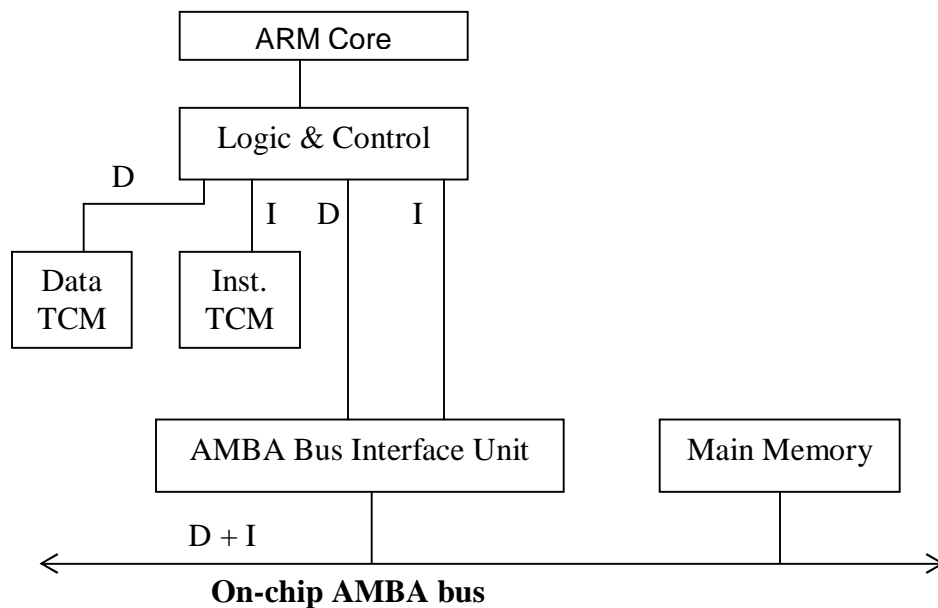 ARM Core
Logic & Control
D
I
D
I
Data
TCM
Inst.
TCM
AMBA Bus Interface Unit
Main Memory
D + I
On-chip AMBA bus